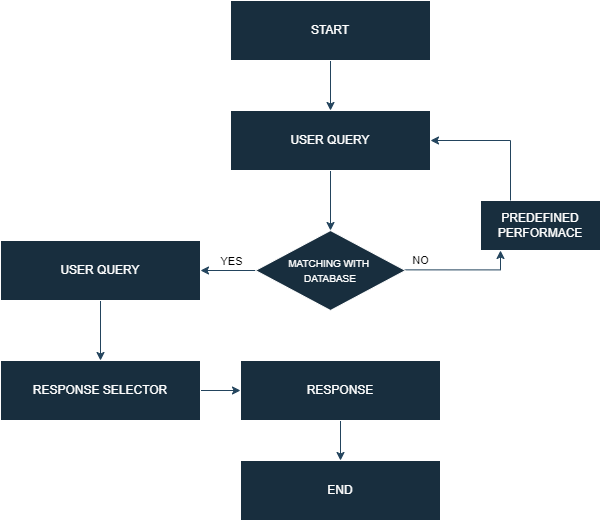 START
USER QUERY
PREDEFINED
PERFORMACE
MATCHING WITH
DATABASE
YES
NO
USER QUERY
RESPONSE SELECTOR
RESPONSE
END